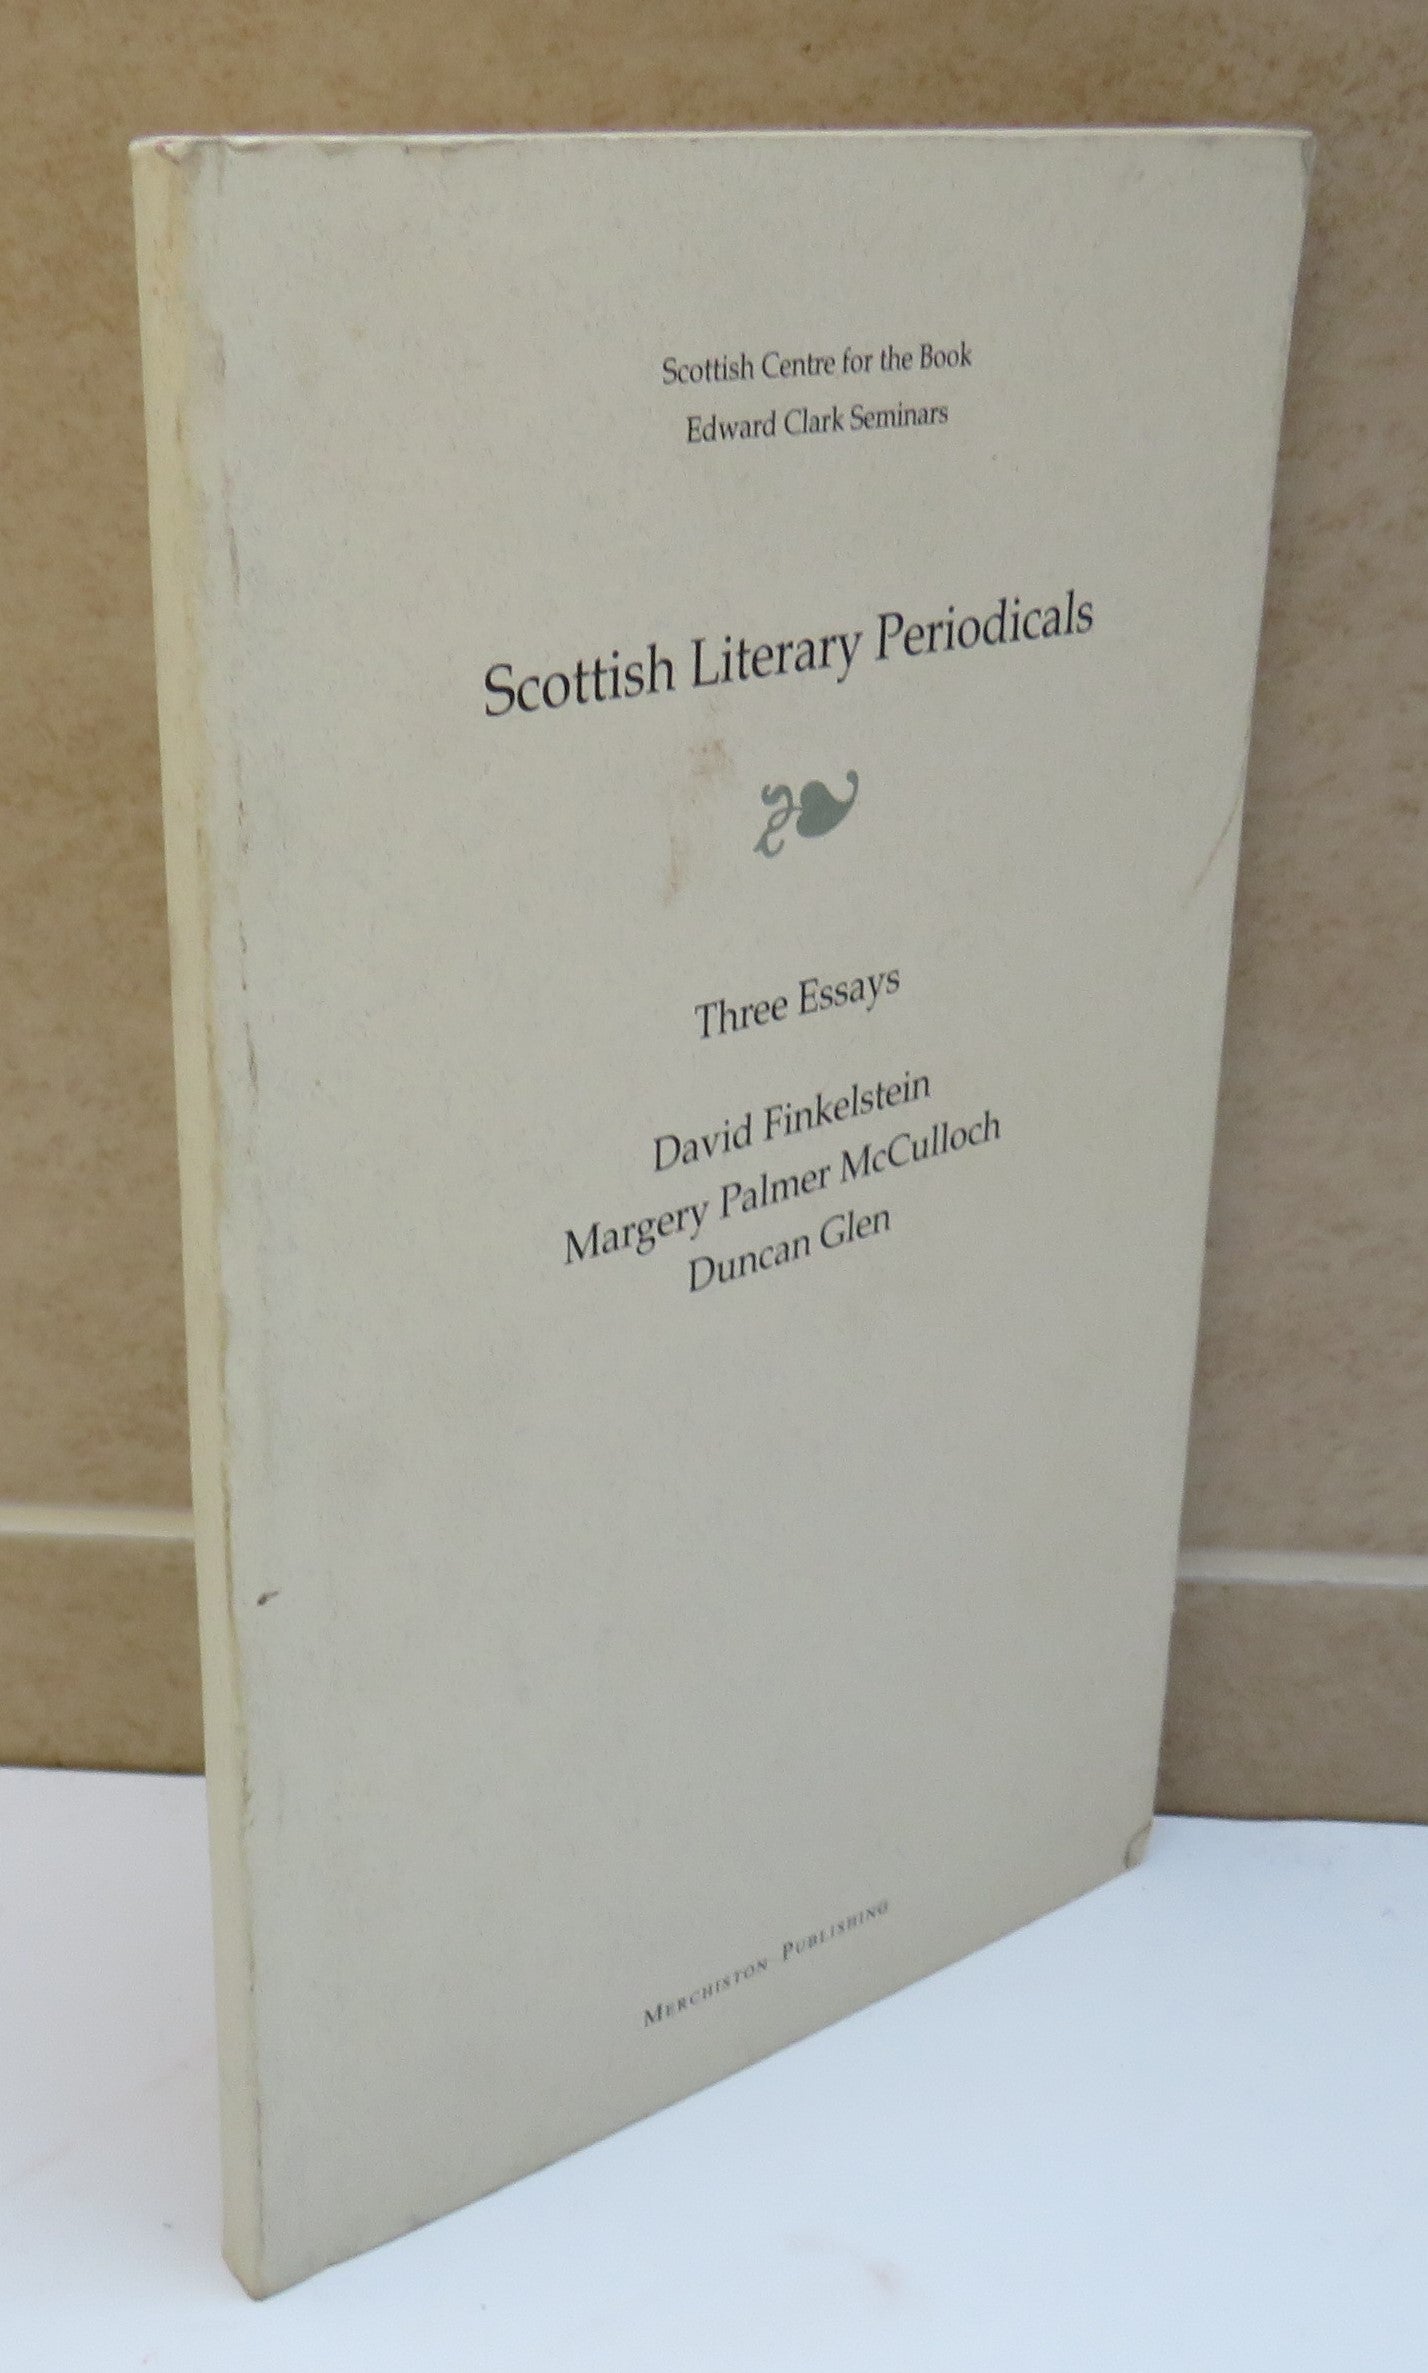 Scottish Centre for the Book
Edward Clark Seminars
Scottish Literary Periodicals
Three Essays
David Finkelstein
Margery Palmer McCulloch
Duncan Glen
MERCHISTON PUBLISHING